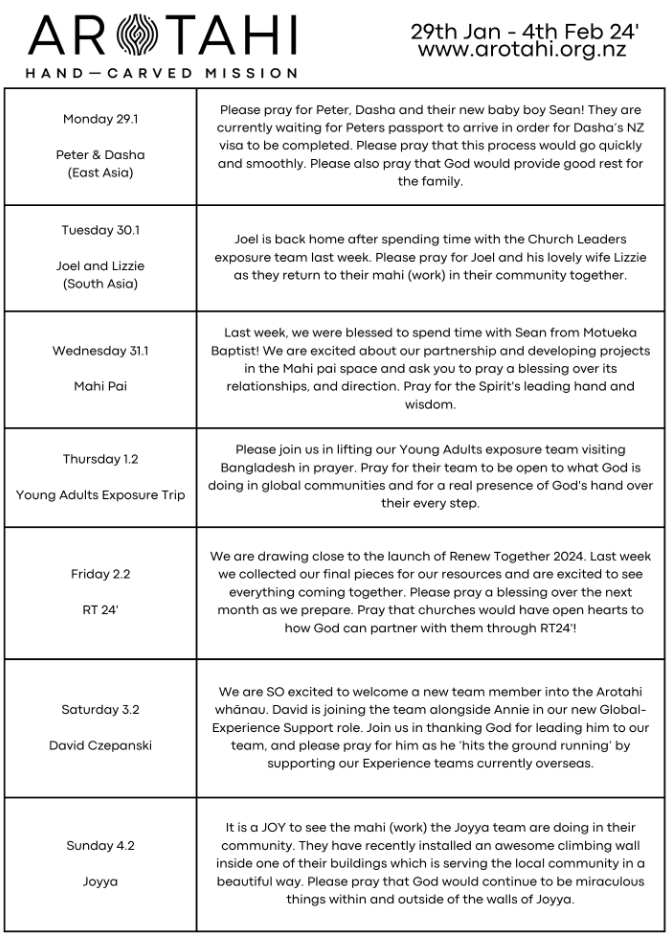 AROTAHI
HAND—CARVED MISSION
29th Jan - 4th Feb 24'
www.arotahi.org.nz
Monday 29.1
Peter & Dasha
(East Asia)
Please pray for Peter, Dasha and their new baby boy Sean! They are
currently waiting for Peters passport to arrive in order for Dasha's NZ
visa to be completed. Please pray that this process would go quickly
and smoothly. Please also pray that God would provide good rest for
the family.
Tuesday 30.1
Joel and Lizzie
(South Asia)
Joel is back home after spending time with the Church Leaders
exposure team last week. Please pray for Joel and his lovely wife Lizzie
as they return to their mahi (work) in their community together.
Wednesday 31.1
Mahi Pai
Last week, we were blessed to spend time with Sean from Motueka
Baptist! We are excited about our partnership and developing projects
in the Mahi pai space and ask you to pray a blessing over its
relationships, and direction. Pray for the Spirit's leading hand and
wisdom.
Thursday 1.2
Young Adults Exposure Trip
Please join us in lifting our Young Adults exposure team visiting
Bangladesh in prayer. Pray for their team to be open to what God is
doing in global communities and for a real presence of God's hand over
their every step.
Friday 2.2
RT 24'
We are drawing close to the launch of Renew Together 2024. Last week
we collected our final pieces for our resources and are excited to see
everything coming together. Please pray a blessing over the next
month as we prepare. Pray that churches would have open hearts to
how God can partner with them through RT24'!
Saturday 3.2
David Czepanski
We are SO excited to welcome a new team member into the Arotahi
whānau. David is joining the team alongside Annie in our new Global-
Experience Support role. Join us in thanking God for leading him to our
team, and please pray for him as he 'hits the ground running' by
supporting our Experience teams currently overseas.
Sunday 4.2
Joyya
It is a JOY to see the mahi (work) the Joyya team are doing in their
community. They have recently installed an awesome climbing wall
inside one of their buildings which is serving the local community in a
beautiful way. Please pray that God would continue to be miraculous
things within and outside of the walls of Joyya.